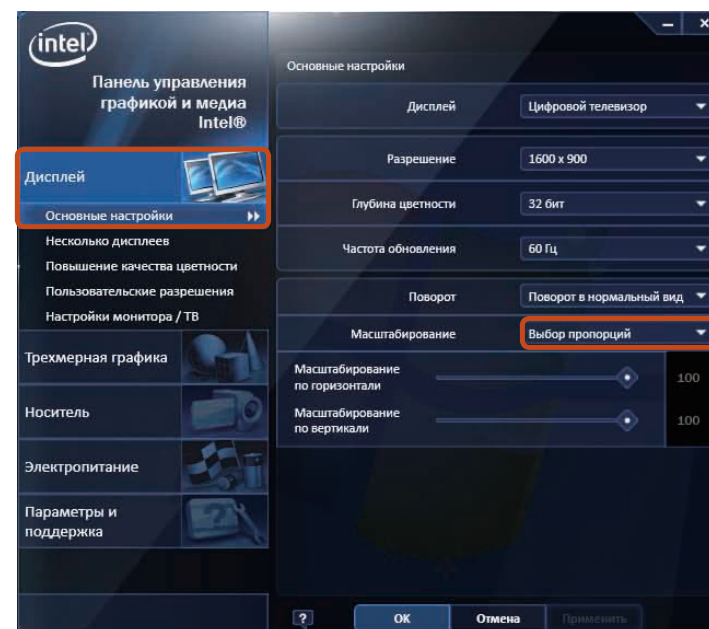 intel
Панель управления
графикой и медиа
Intel®
Дисплей
Основные настройки
Несколько дисплеев
Повышение качества цветности
Пользовательские разрешения
Настройки монитора / ТВ
Трехмерная графика
Носитель
Электропитание
Параметры и
поддержка
Основные настройки
Дисплей Цифровой телевизор
Разрешение 1600 x 900
Глубина цветности 32 бит
Частота обновления 60 Гц
Поворот Поворот в нормальный вид
Масштабирование Выбор пропорций
Масштабирование
по горизонтали
100
Масштабирование
по вертикали
100
? ОК Отмена Применить